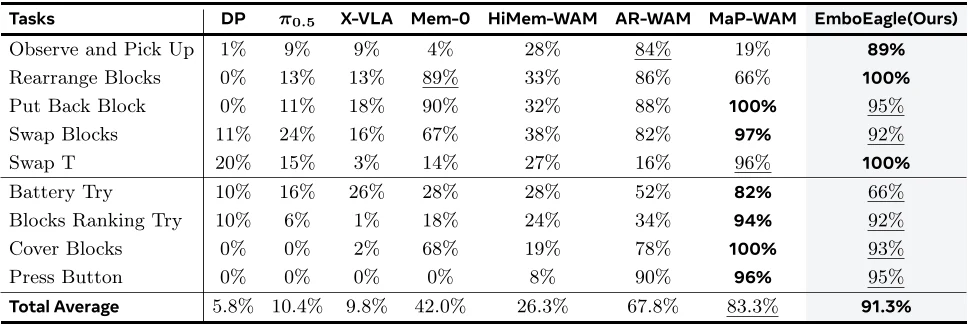 Tasks DP π0.5 X-VLA Mem-0 HiMem-WAM AR-WAM MaP-WAM EmboEagle(Ours)
Observe and Pick Up 1% 9% 9% 4% 28% 84% 19% 89%
Rearrange Blocks 0% 13% 13% 89% 33% 86% 66% 100%
Put Back Block 0% 11% 18% 90% 32% 88% 100% 95%
Swap Blocks 11% 24% 16% 67% 38% 82% 97% 92%
Swap T 20% 15% 3% 14% 27% 16% 96% 100%
Battery Try 10% 16% 26% 28% 28% 52% 82% 66%
Blocks Ranking Try 10% 6% 1% 18% 24% 34% 94% 92%
Cover Blocks 0% 0% 2% 68% 19% 78% 100% 93%
Press Button 0% 0% 0% 0% 8% 90% 96% 95%
Total Average 5.8% 10.4% 9.8% 42.0% 26.3% 67.8% 83.3% 91.3%